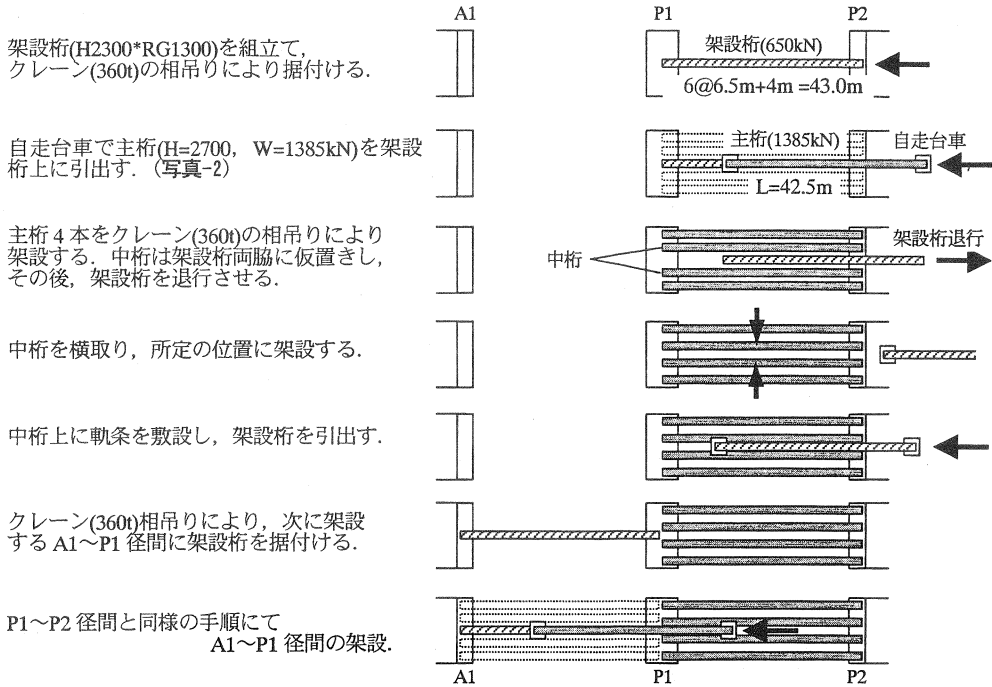 A1 P1 P2
架設桁(H2300*RG1300)を組立て,
クレーン(360t)の相吊りにより据付ける.
架設桁(650kN)
6@6.5m+4m =43.0m
自走台車で主桁(H=2700, W=1385kN)を架設
桁上に引出す. (写真-2)
主桁(1385kN)
自走台車
L=42.5m
主桁4本をクレーン(360t)の相吊りにより
架設する. 中桁は架設桁両脇に仮置きし,
その後, 架設桁を退行させる.
中桁
架設桁退行
中桁を横取り, 所定の位置に架設する.
中桁上に軌条を敷設し, 架設桁を引出す.
クレーン(360t)相吊りにより, 次に架設
するA1～P1径間に架設桁を据付ける.
P1～P2径間と同様の手順にて
A1～P1径間の架設.
A1 P1 P2